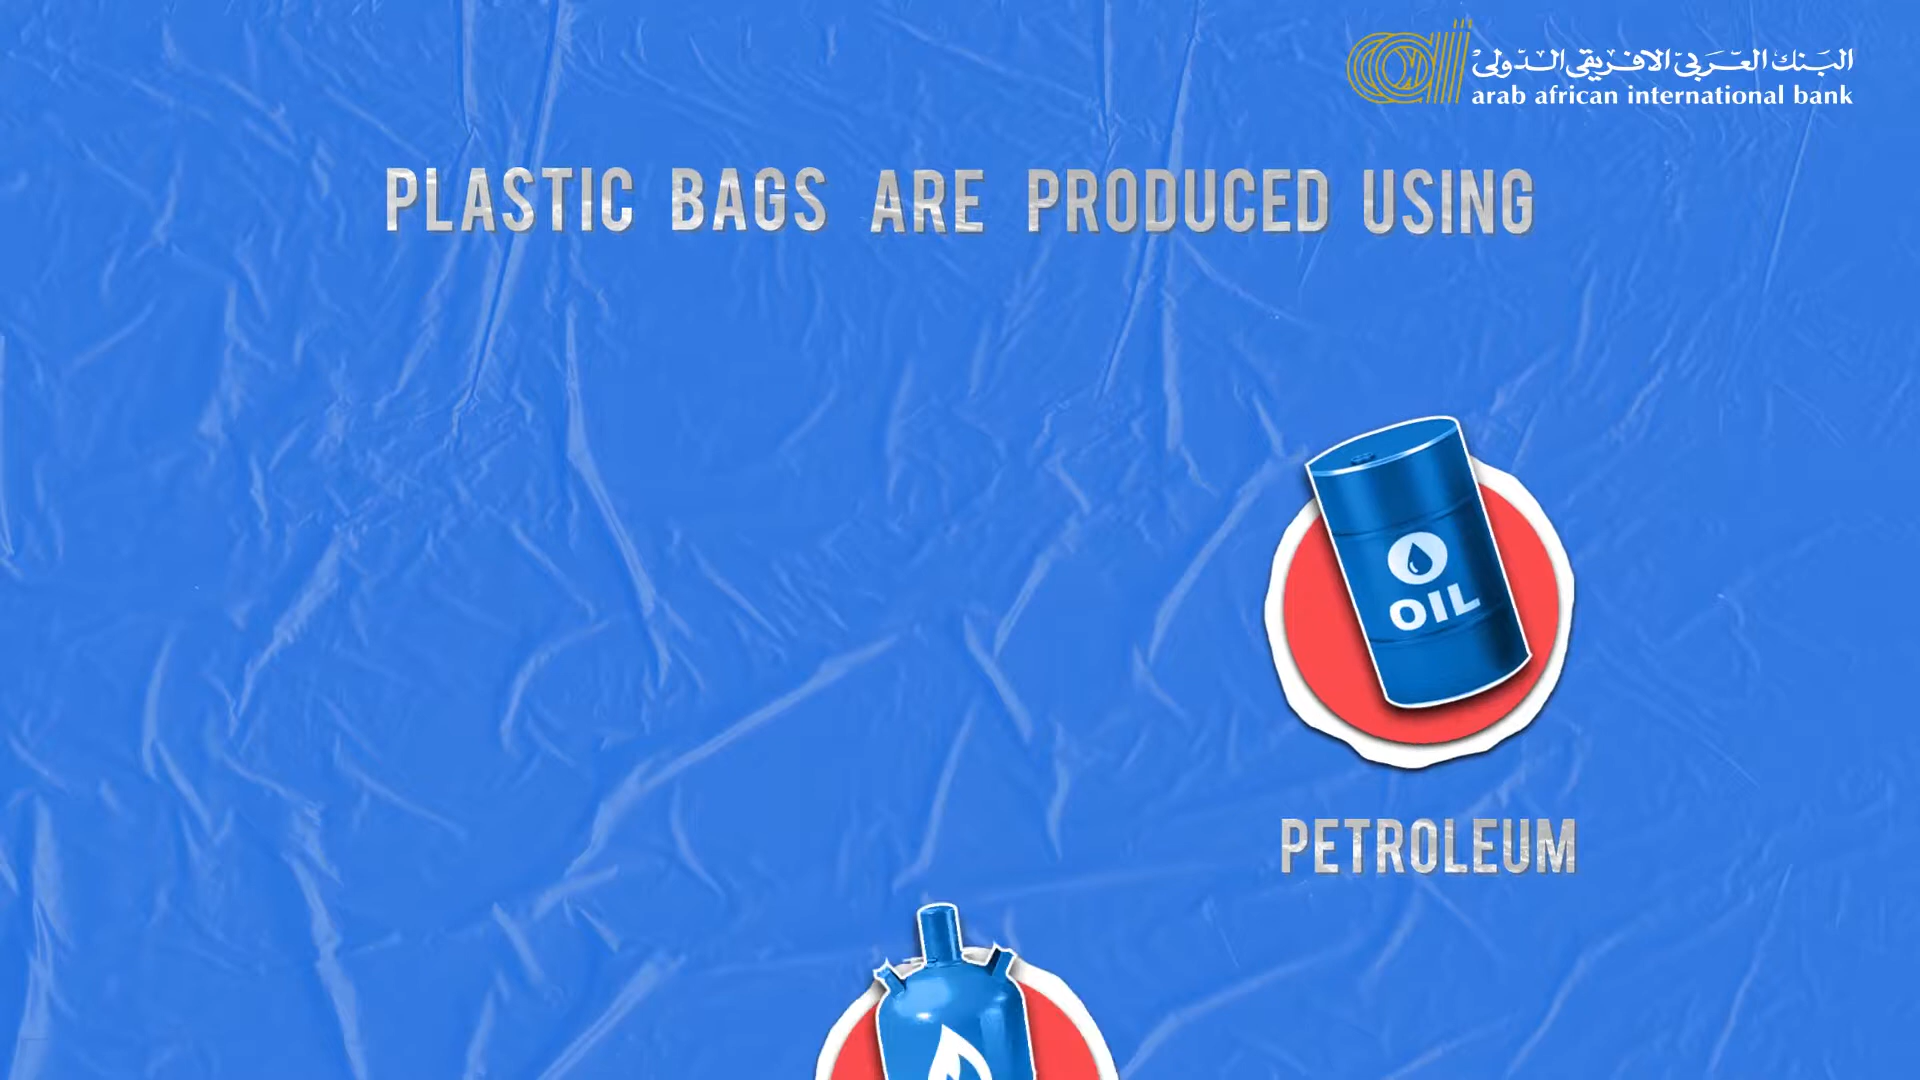 البنك العربي الافريقي الدولي
arab african international bank
PLASTIC BAGS ARE PRODUCED USING
OIL
PETROLEUM